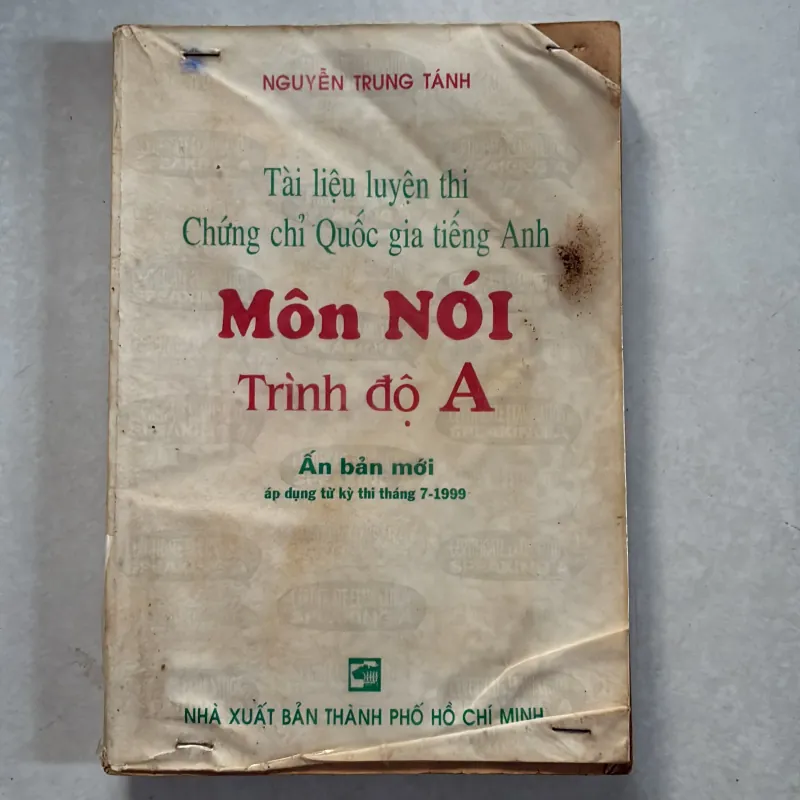 NGUYỄN TRUNG TÁNH
Tài liệu luyện thi
Chứng chỉ Quốc gia tiếng Anh
Môn NÓI
Trình độ A
Ấn bản mới
áp dụng từ kỳ thi tháng 7-1999
NHÀ XUẤT BẢN THÀNH PHỐ HỒ CHÍ MINH